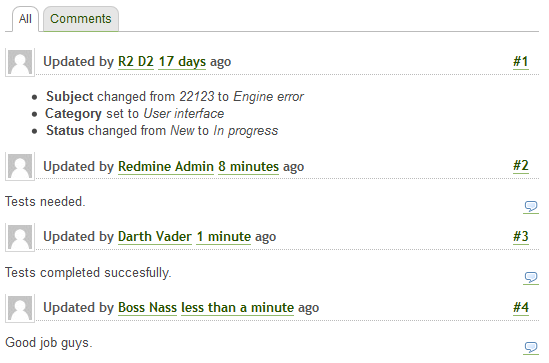 All Comments
Updated by R2 D2 17 days ago #1
• Subject changed from 22123 to Engine error
• Category set to User interface
• Status changed from New to In progress
Updated by Redmine Admin 8 minutes ago #2
Tests needed.
Updated by Darth Vader 1 minute ago #3
Tests completed succesfully.
Updated by Boss Nass less than a minute ago #4
Good job guys.